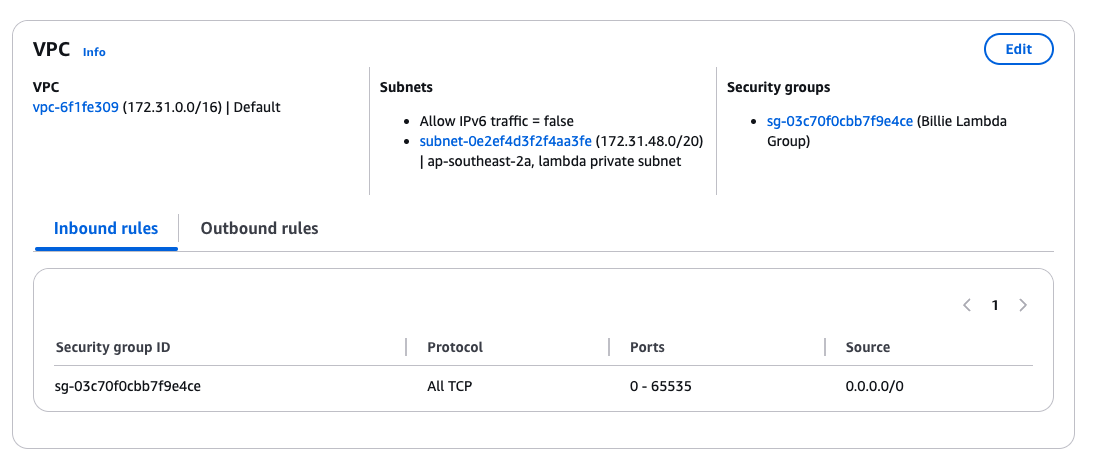 VPC Info
Edit
VPC
vpc-6f1fe309 (172.31.0.0/16) | Default
Subnets
Allow IPv6 traffic = false
subnet-0e2ef4d3f2f4aa3fe (172.31.48.0/20)
| ap-southeast-2a, lambda private subnet
Security groups
sg-03c70f0cbb7f9e4ce (Billie Lambda
Group)
Inbound rules
Outbound rules
1
Security group ID
Protocol
Ports
Source
sg-03c70f0cbb7f9e4ce
All TCP
0 - 65535
0.0.0.0/0